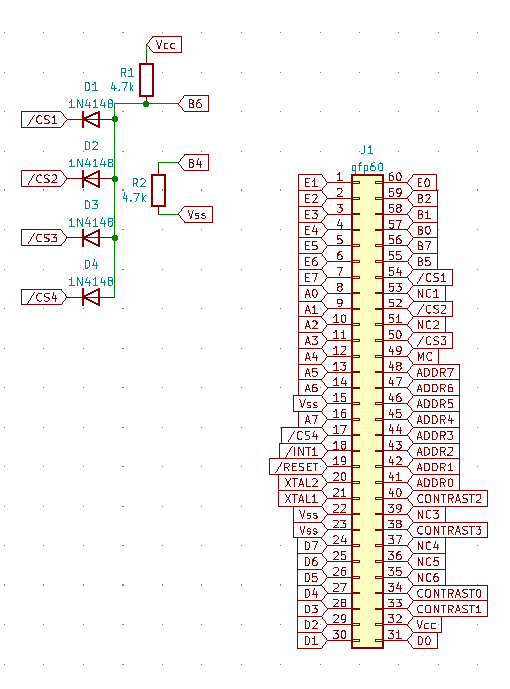 Vcc
R1
4.7k
D1
1N4148
B6
/CS1
D2
1N4148
B4
/CS2
R2
4.7k
Vss
D3
1N4148
/CS3
D4
1N4148
/CS4
J1
qfp60
E1 1 60 E0
E2 2 59 B2
E3 3 58 B1
E4 4 57 B0
E5 5 56 B7
E6 6 55 B5
E7 7 54 /CS1
A0 8 53 NC1
A1 9 52 /CS2
A2 10 51 NC2
A3 11 50 /CS3
A4 12 49 MC
A5 13 48 ADDR7
A6 14 47 ADDR6
Vss 15 46 ADDR5
A7 16 45 ADDR4
/CS4 17 44 ADDR3
/INT1 18 43 ADDR2
/RESET 19 42 ADDR1
XTAL2 20 41 ADDR0
XTAL1 21 40 CONTRAST2
Vss 22 39 NC3
Vss 23 38 CONTRAST3
D7 24 37 NC4
D6 25 36 NC5
D5 26 35 NC6
D4 27 34 CONTRAST0
D3 28 33 CONTRAST1
D2 29 32 Vcc
D1 30 31 D0